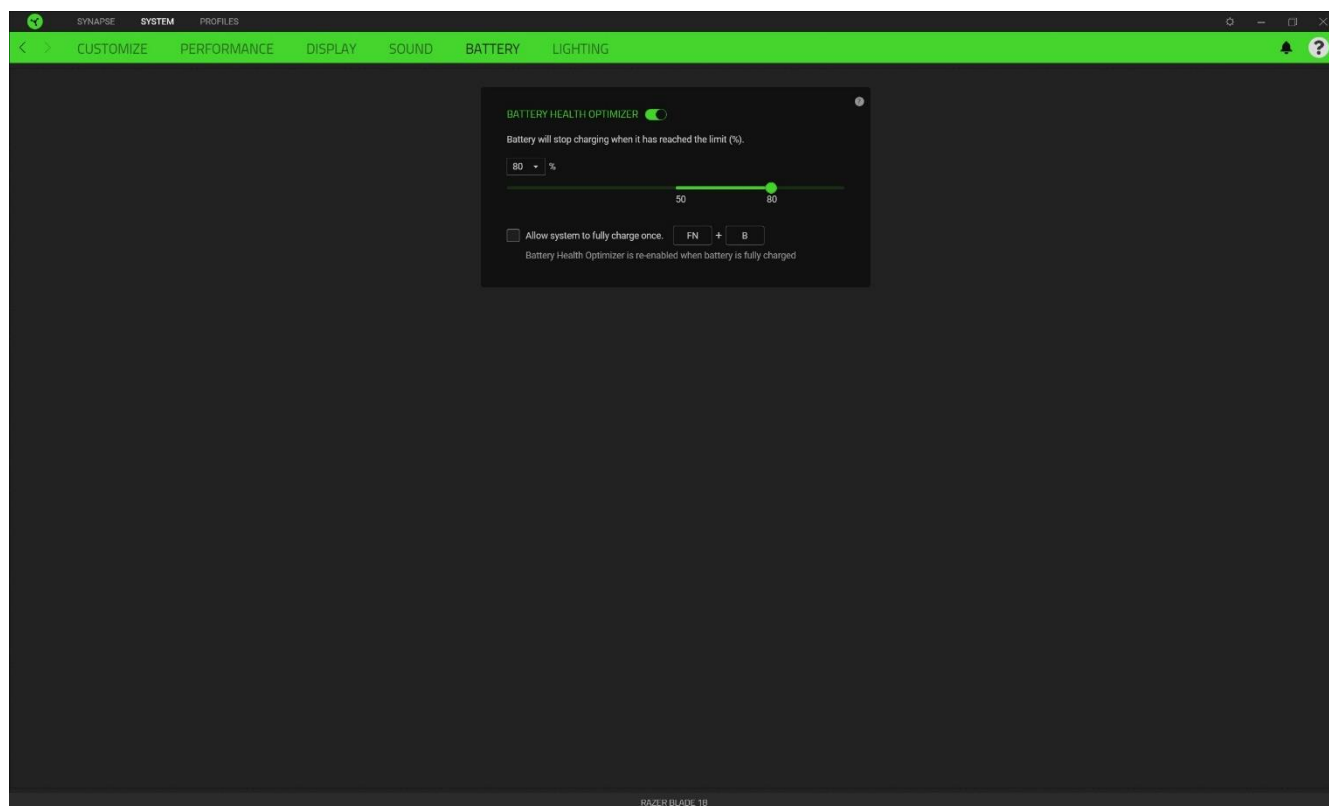 SYNAPSE SYSTEM PROFILES
CUSTOMIZE PERFORMANCE DISPLAY SOUND BATTERY LIGHTING ?
BATTERY HEALTH OPTIMIZER
Battery will stop charging when it has reached the limit (%).
80 %
50 80
Allow system to fully charge once. FN + B
Battery Health Optimizer is re-enabled when battery is fully charged
RAZER BLADE 18